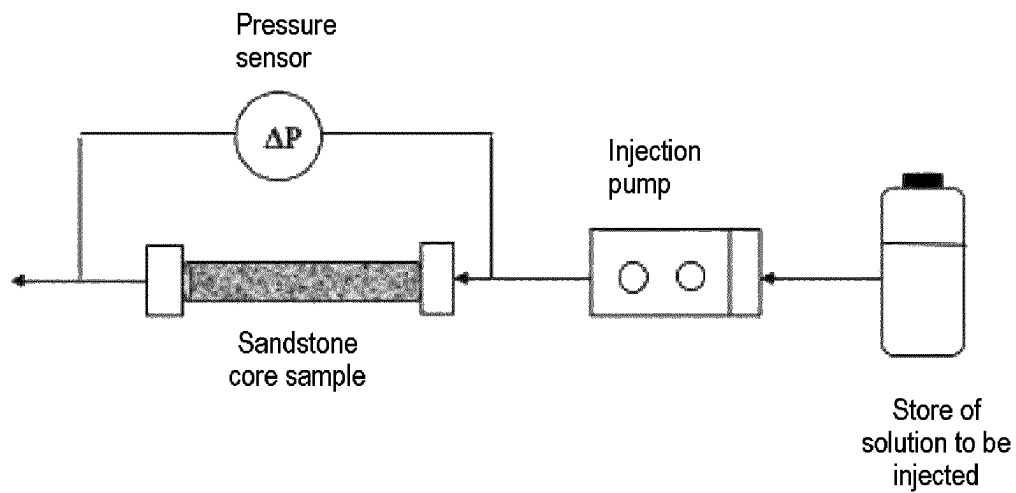 Pressure
sensor
ΔP
Injection
pump
Sandstone
core sample
Store of
solution to be
injected